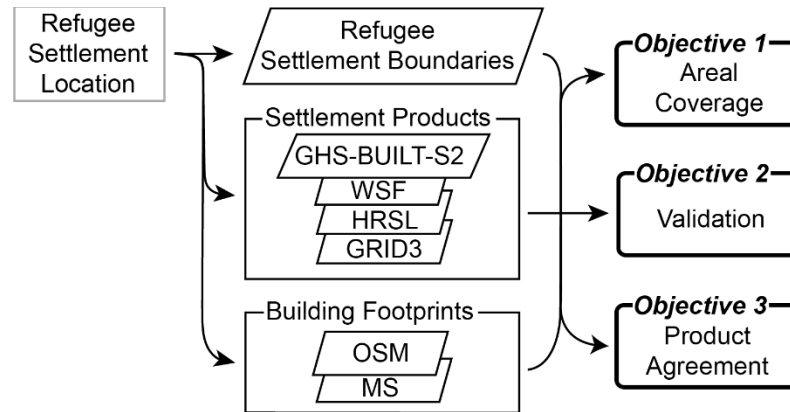 Refugee
Settlement
Location
Refugee
Settlement Boundaries
Settlement Products
GHS-BUILT-S2
WSF
HRSL
GRID3
Building Footprints
OSM
MS
Objective 1
Areal
Coverage
Objective 2
Validation
Objective 3
Product
Agreement